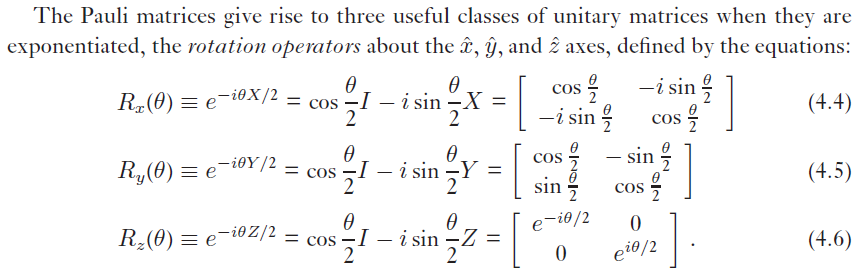 The Pauli matrices give rise to three useful classes of unitary matrices when they are
exponentiated, the rotation operators about the x̂, ŷ, and ẑ axes, defined by the equations:
Rₓ(θ) ≡ e^{−iθX/2} = cos θ/2 I − i sin θ/2 X = [ cos θ/2  −i sin θ/2 ; −i sin θ/2  cos θ/2 ] (4.4)
R_y(θ) ≡ e^{−iθY/2} = cos θ/2 I − i sin θ/2 Y = [ cos θ/2  − sin θ/2 ; sin θ/2  cos θ/2 ] (4.5)
R_z(θ) ≡ e^{−iθZ/2} = cos θ/2 I − i sin θ/2 Z = [ e^{−iθ/2}  0 ; 0  e^{iθ/2} ] . (4.6)